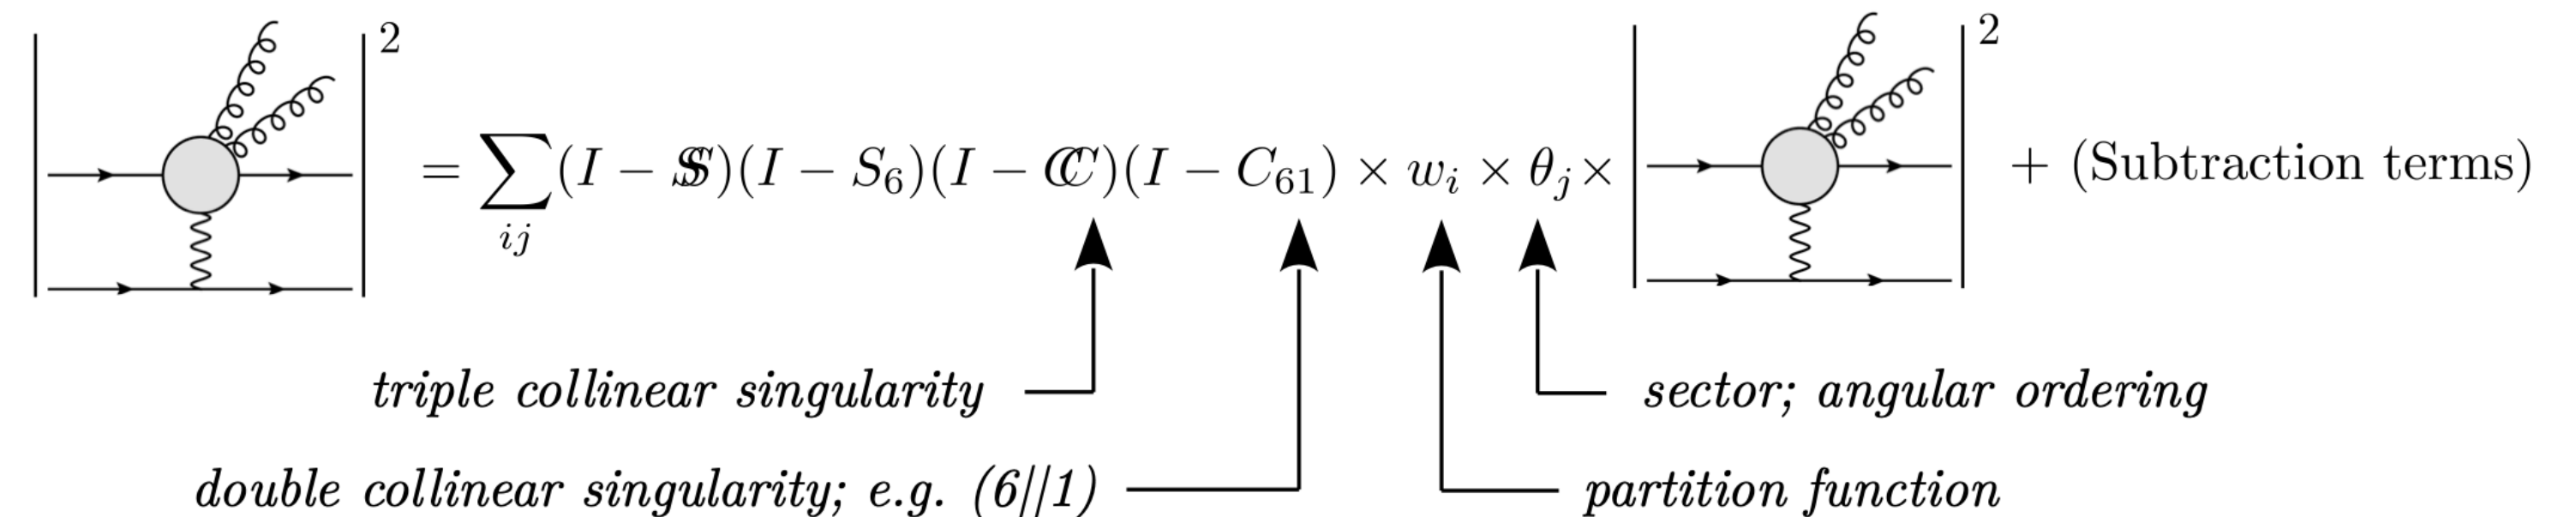 | |² = ∑_{ij} (I − 𝕊)(I − S₆)(I − ℂ)(I − C₆₁) × wᵢ × θⱼ × | |² + (Subtraction terms)
triple collinear singularity sector; angular ordering
double collinear singularity; e.g. (6//1) partition function